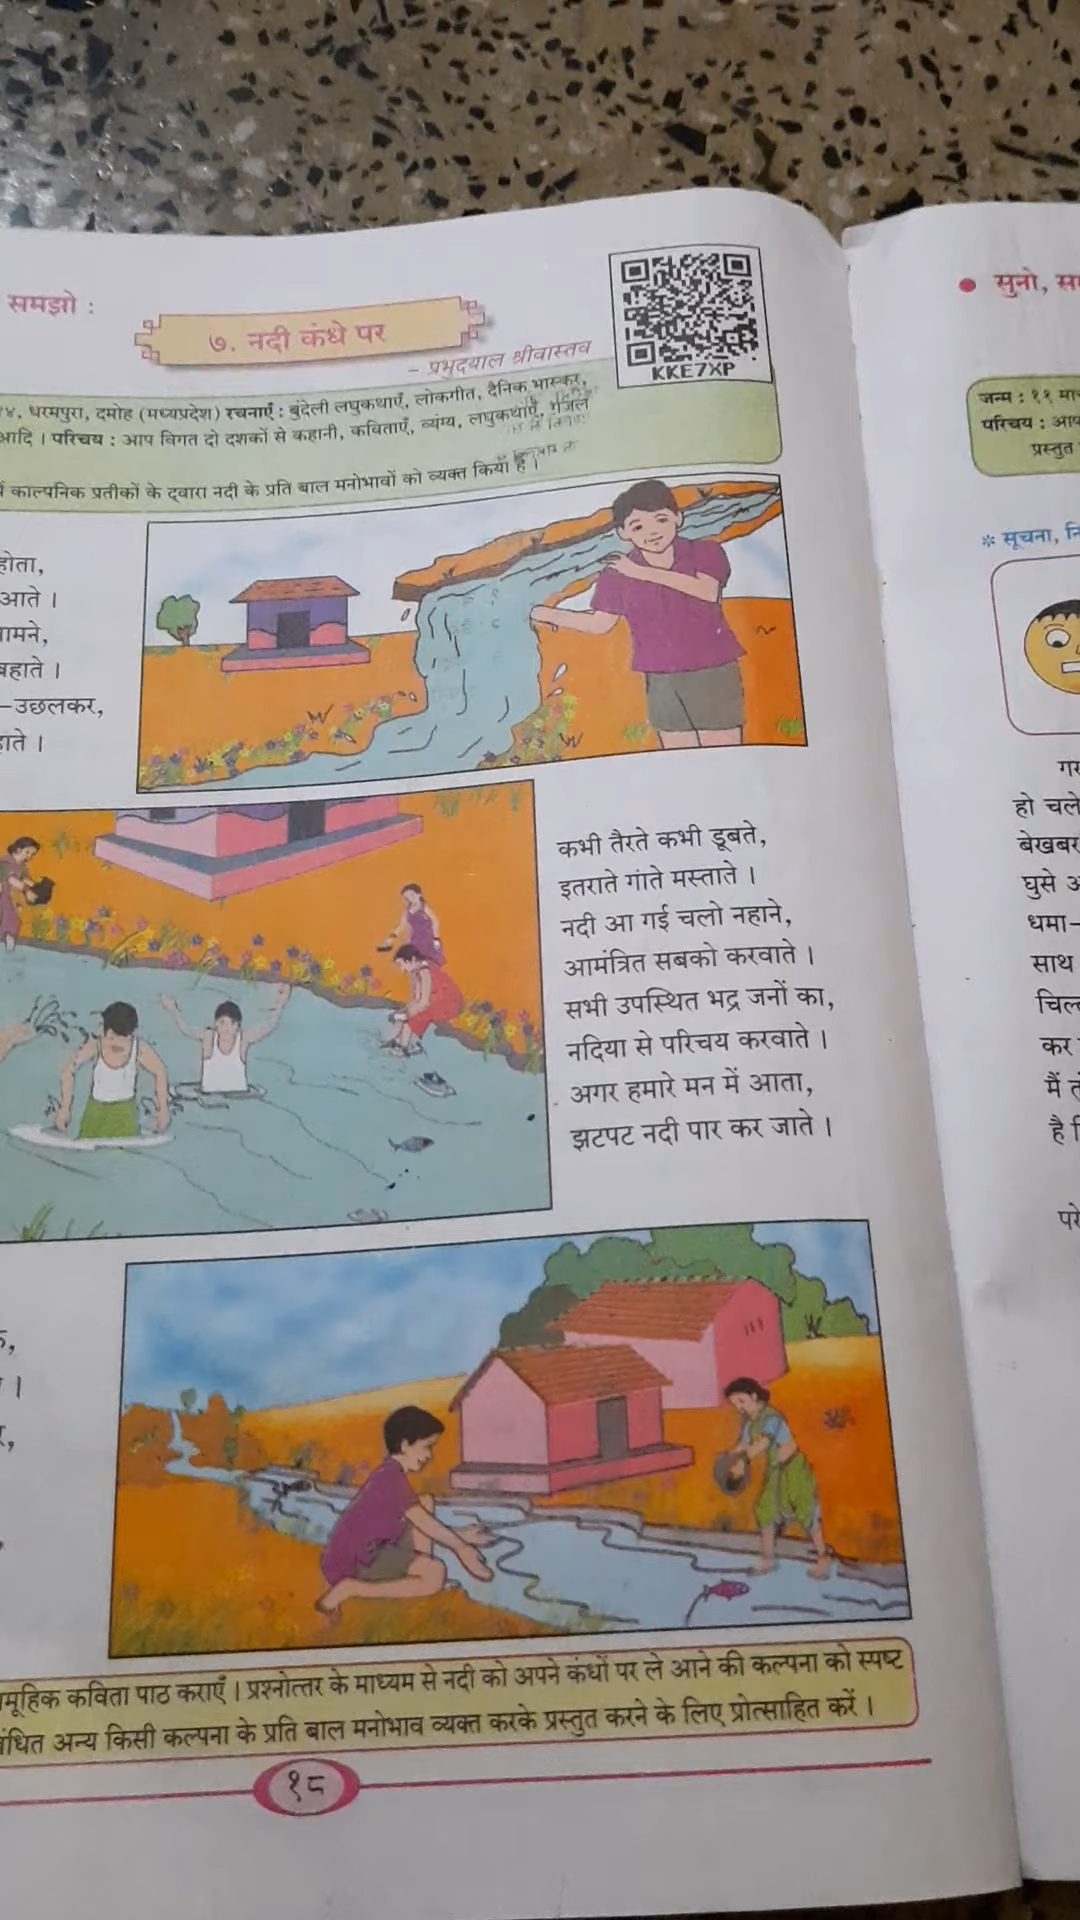 समझो :
७. नदी कंधे पर
– प्रभुदयाल श्रीवास्तव
KKE7XP
४, धरमपुरा, दमोह (मध्यप्रदेश) रचनाएँ : बुंदेली लघुकथाएँ, लोकगीत, दैनिक भास्कर,
आदि । परिचय : आप विगत दो दशकों से कहानी, कविताएँ, व्यंग्य, लघुकथाएँ, गजल
काल्पनिक प्रतीकों के द्वारा नदी के प्रति बाल मनोभावों को व्यक्त किया है ।
होता,
आते ।
बहाते ।
–उछलकर,
कभी तैरते कभी डूबते,
इतराते गाते मस्ताते ।
नदी आ गई चलो नहाने,
आमंत्रित सबको करवाते ।
सभी उपस्थित भद्र जनों का,
नदिया से परिचय करवाते ।
अगर हमारे मन में आता,
झटपट नदी पार कर जाते ।
मूहिक कविता पाठ कराएँ । प्रश्नोत्तर के माध्यम से नदी को अपने कंधों पर ले आने की कल्पना को स्पष्ट
बंधित अन्य किसी कल्पना के प्रति बाल मनोभाव व्यक्त करके प्रस्तुत करने के लिए प्रोत्साहित करें ।
१८
● सुनो,
जन्म : ११
परिचय :
प्रस्तुत
* सूचना,
हो चले
बेखबर
घुसे
धमा–
साथ
कर
मैं
है